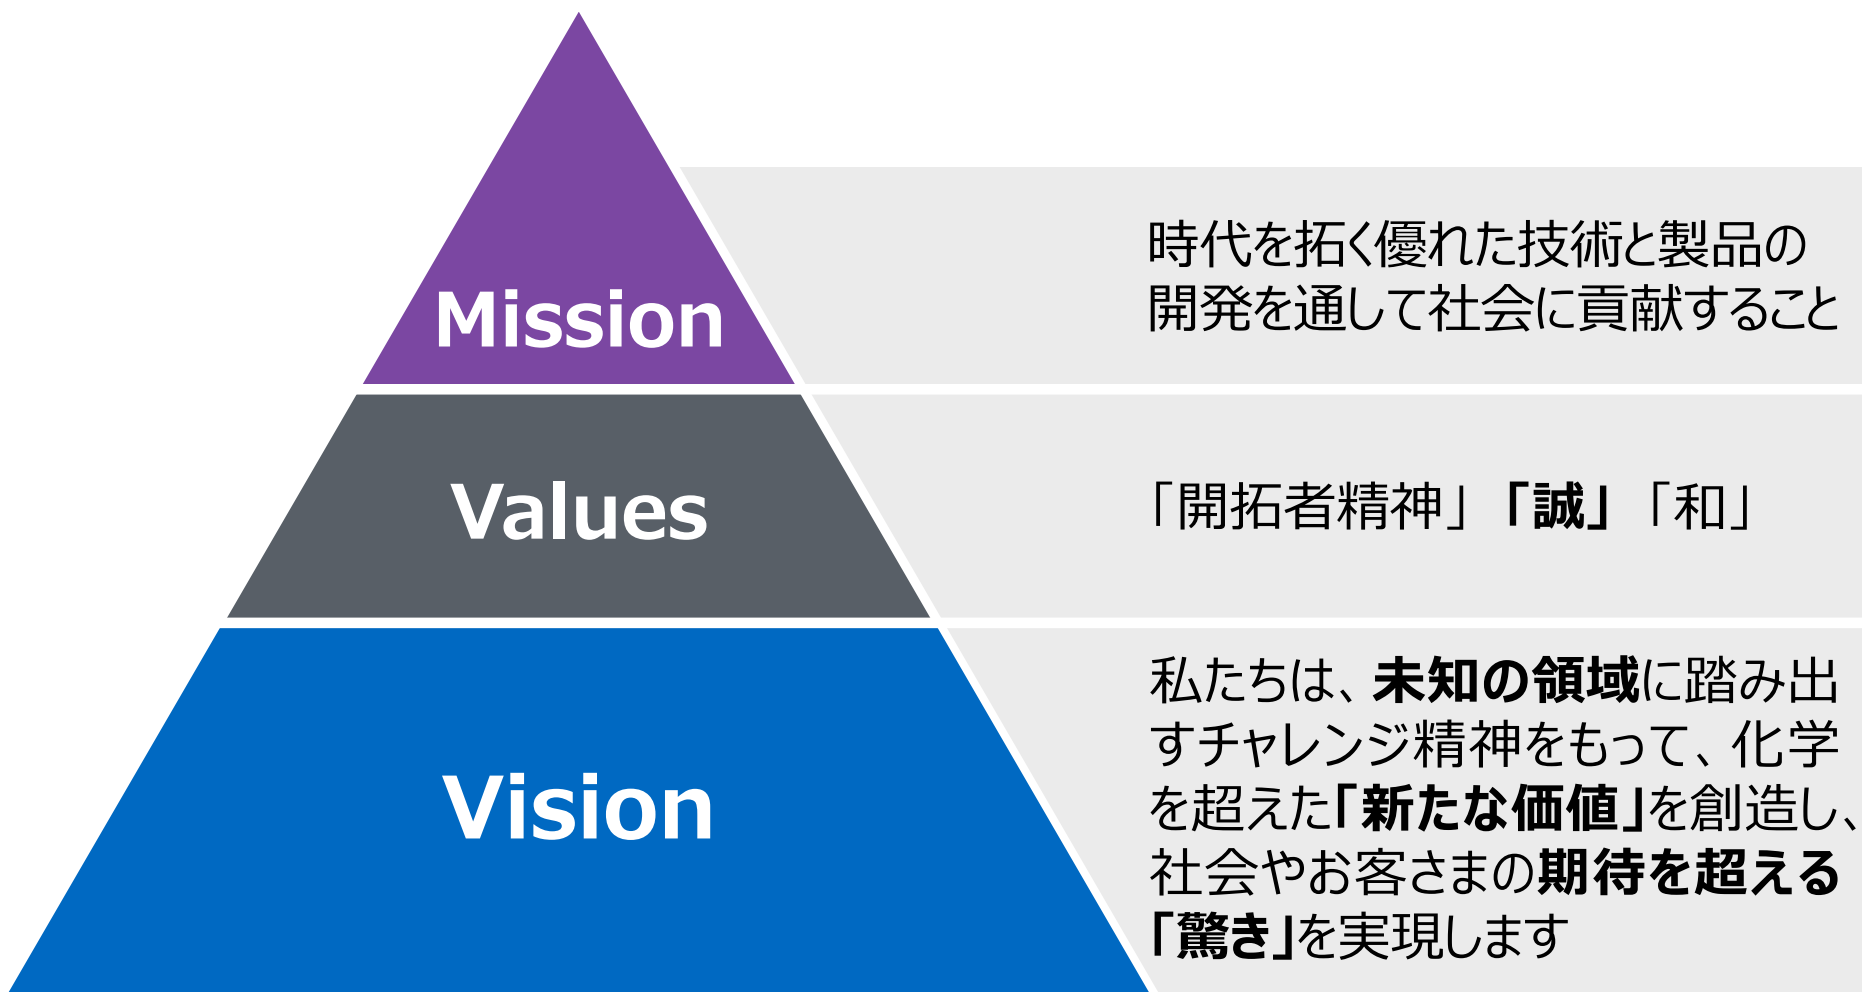 Mission
時代を拓く優れた技術と製品の
開発を通して社会に貢献すること
Values
「開拓者精神」「誠」「和」
Vision
私たちは、未知の領域に踏み出
すチャレンジ精神をもって、化学
を超えた「新たな価値」を創造し、
社会やお客さまの期待を超える
「驚き」を実現します